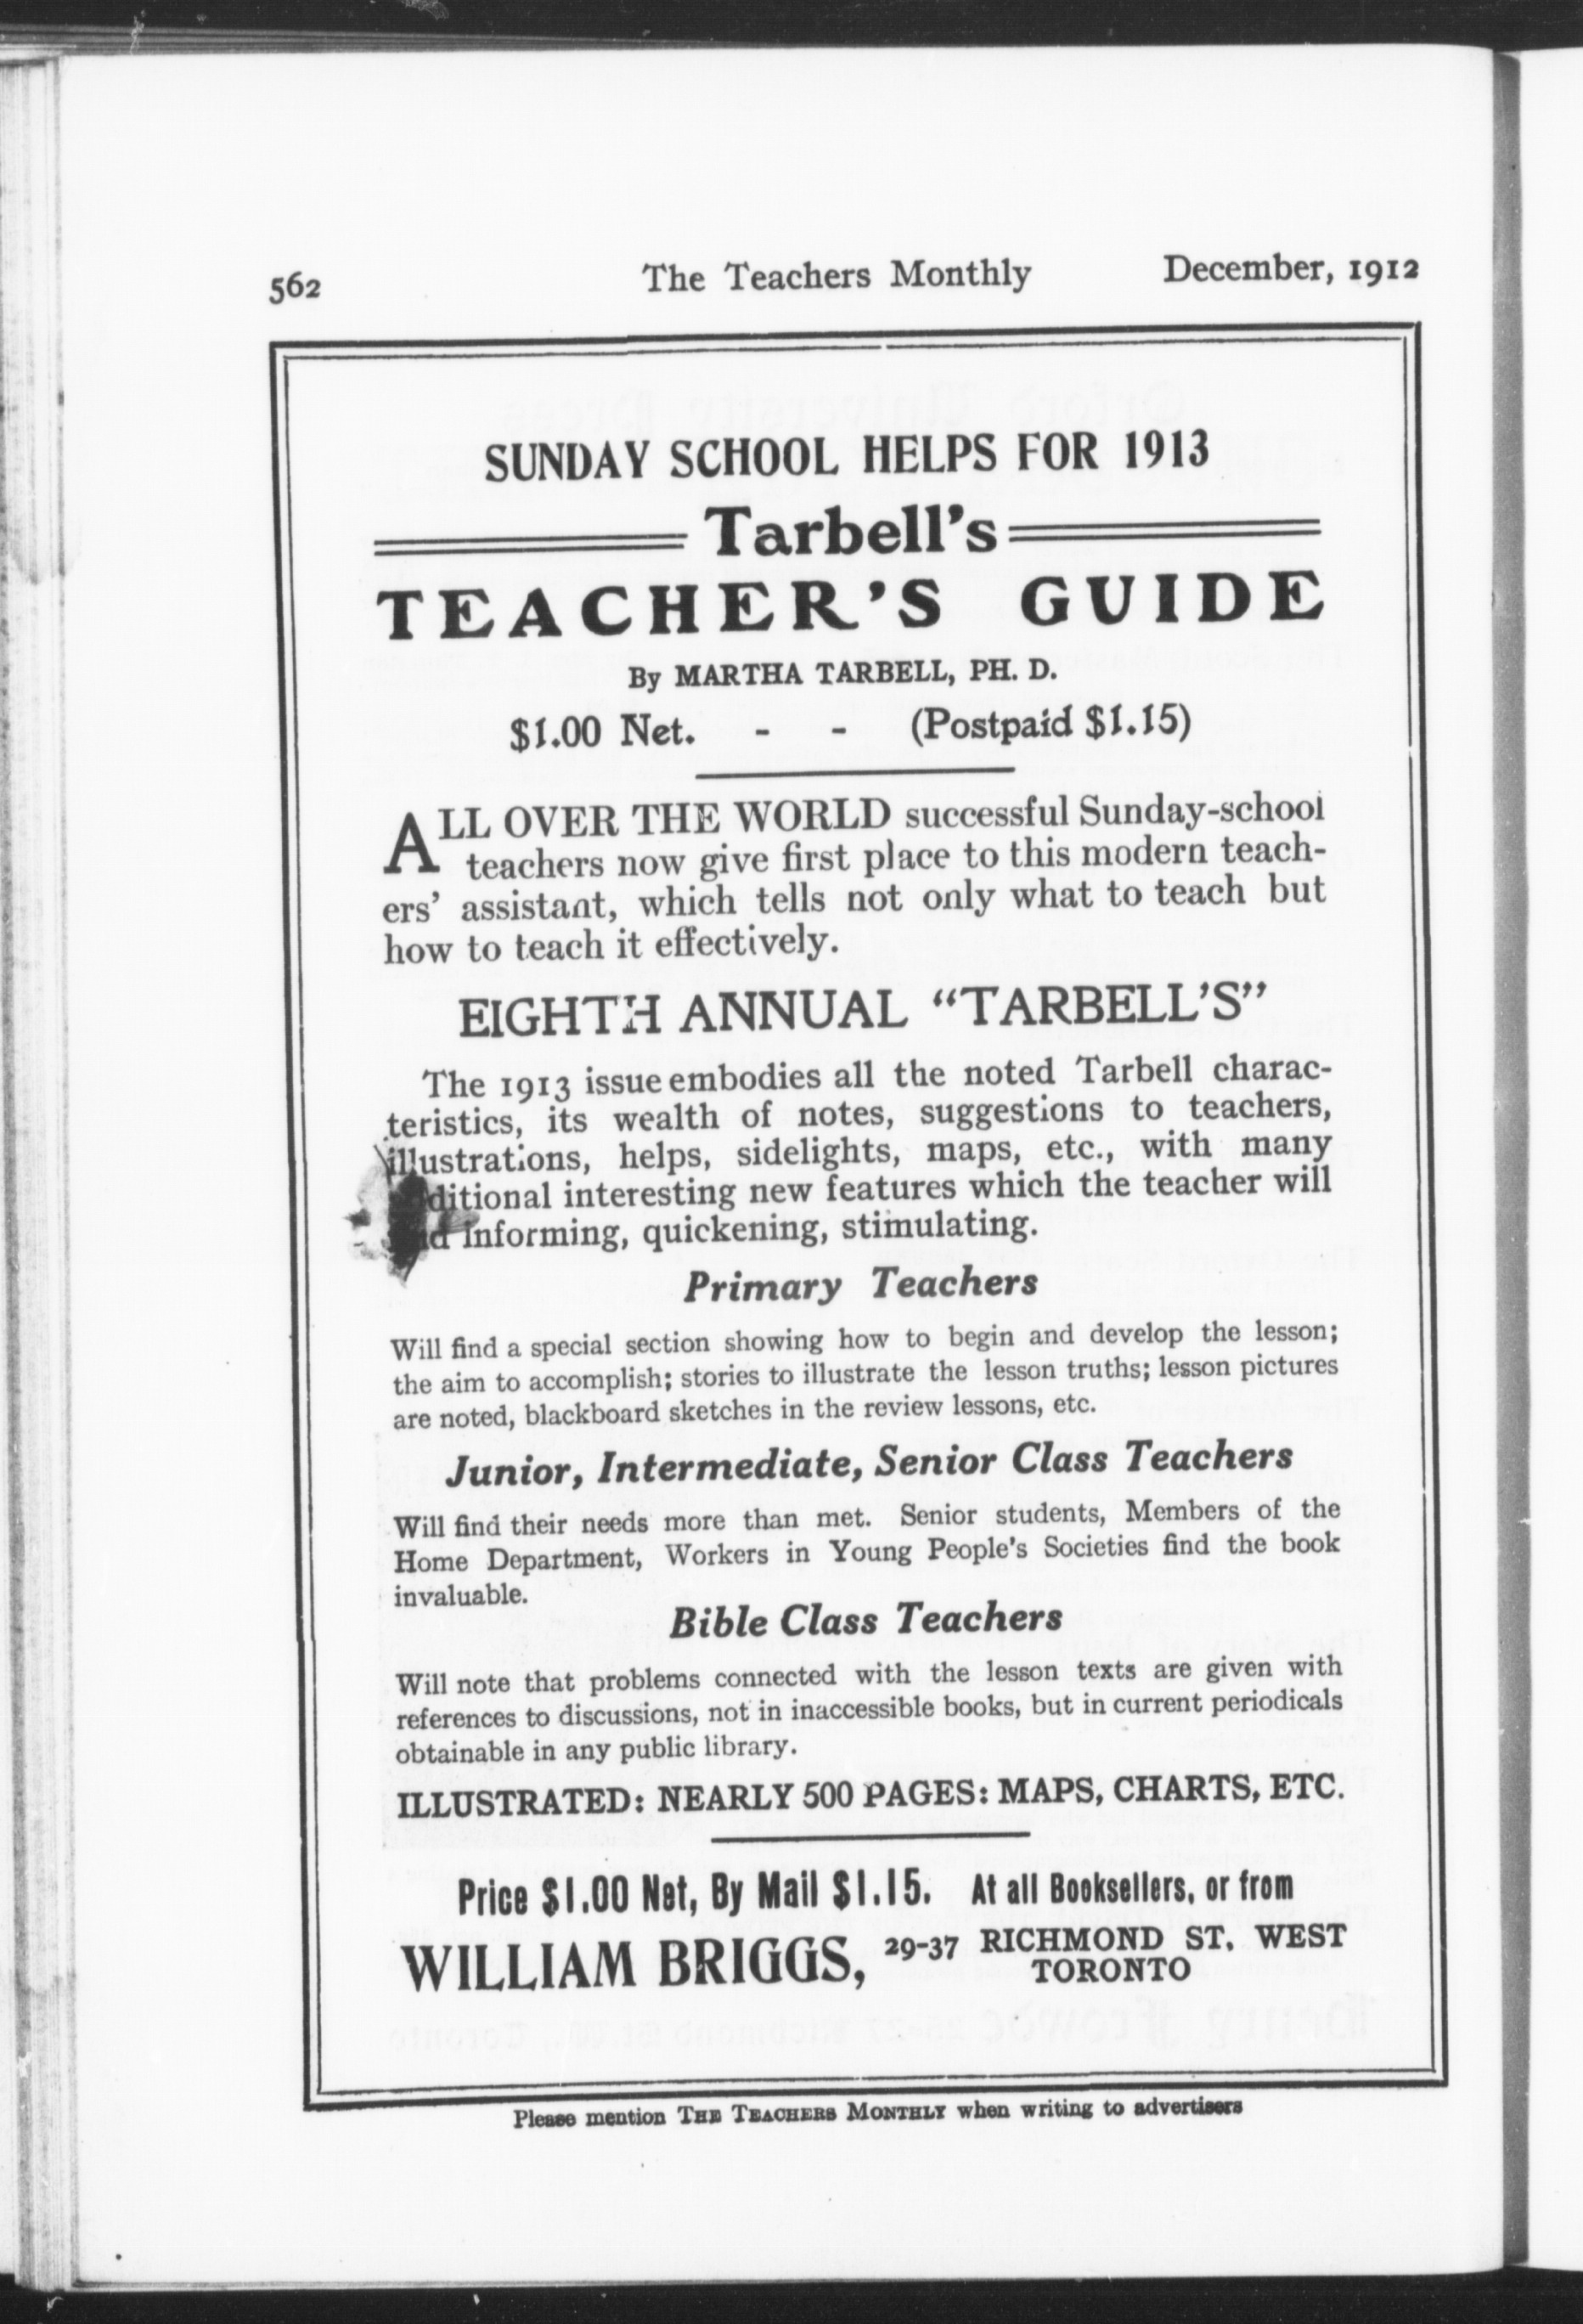 562 The Teachers Monthly December, 1912
SUNDAY SCHOOL HELPS FOR 1913
Tarbell's
TEACHER'S GUIDE
By MARTHA TARBELL, PH. D.
$1.00 Net. - - (Postpaid $1.15)
ALL OVER THE WORLD successful Sunday-school
teachers now give first place to this modern teach-
ers' assistant, which tells not only what to teach but
how to teach it effectively.
EIGHTH ANNUAL "TARBELL'S"
The 1913 issue embodies all the noted Tarbell charac-
teristics, its wealth of notes, suggestions to teachers,
illustrations, helps, sidelights, maps, etc., with many
ditional interesting new features which the teacher will
informing, quickening, stimulating.
Primary Teachers
Will find a special section showing how to begin and develop the lesson;
the aim to accomplish; stories to illustrate the lesson truths; lesson pictures
are noted, blackboard sketches in the review lessons, etc.
Junior, Intermediate, Senior Class Teachers
Will find their needs more than met. Senior students, Members of the
Home Department, Workers in Young People's Societies find the book
invaluable.
Bible Class Teachers
Will note that problems connected with the lesson texts are given with
references to discussions, not in inaccessible books, but in current periodicals
obtainable in any public library.
ILLUSTRATED: NEARLY 500 PAGES: MAPS, CHARTS, ETC.
Price $1.00 Net, By Mail $1.15. At all Booksellers, or from
WILLIAM BRIGGS, 29-37 RICHMOND ST. WEST
TORONTO
Please mention THE TEACHERS MONTHLY when writing to advertisers